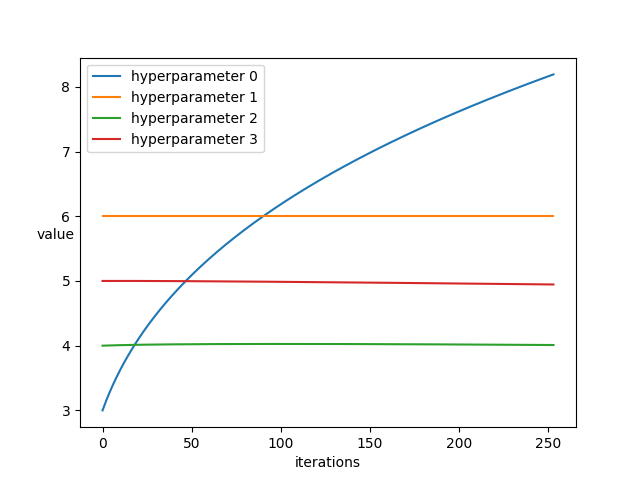 hyperparameter 0
hyperparameter 1
hyperparameter 2
hyperparameter 3
8
7
6
5
4
3
value
0 50 100 150 200 250
iterations